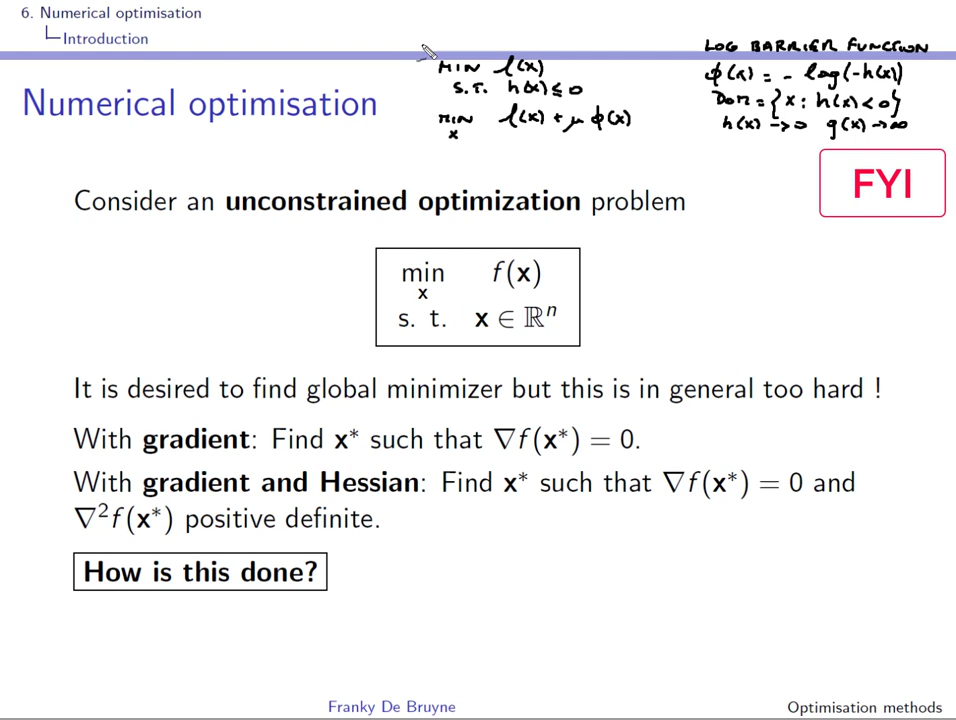 6. Numerical optimisation
Introduction
Numerical optimisation
MIN l(x)
S.T. h(x) ≤ 0
MIN l(x) + μ ϕ(x)
x
LOG BARRIER FUNCTION
ϕ(x) = - log(-h(x))
DOM = {x : h(x) < 0}
h(x) → 0 g(x) → ∞
FYI
Consider an unconstrained optimization problem
min f(x)
x
s. t. x ∈ ℝⁿ
It is desired to find global minimizer but this is in general too hard !
With gradient: Find x* such that ∇f(x*) = 0.
With gradient and Hessian: Find x* such that ∇f(x*) = 0 and
∇²f(x*) positive definite.
How is this done?
Franky De Bruyne
Optimisation methods